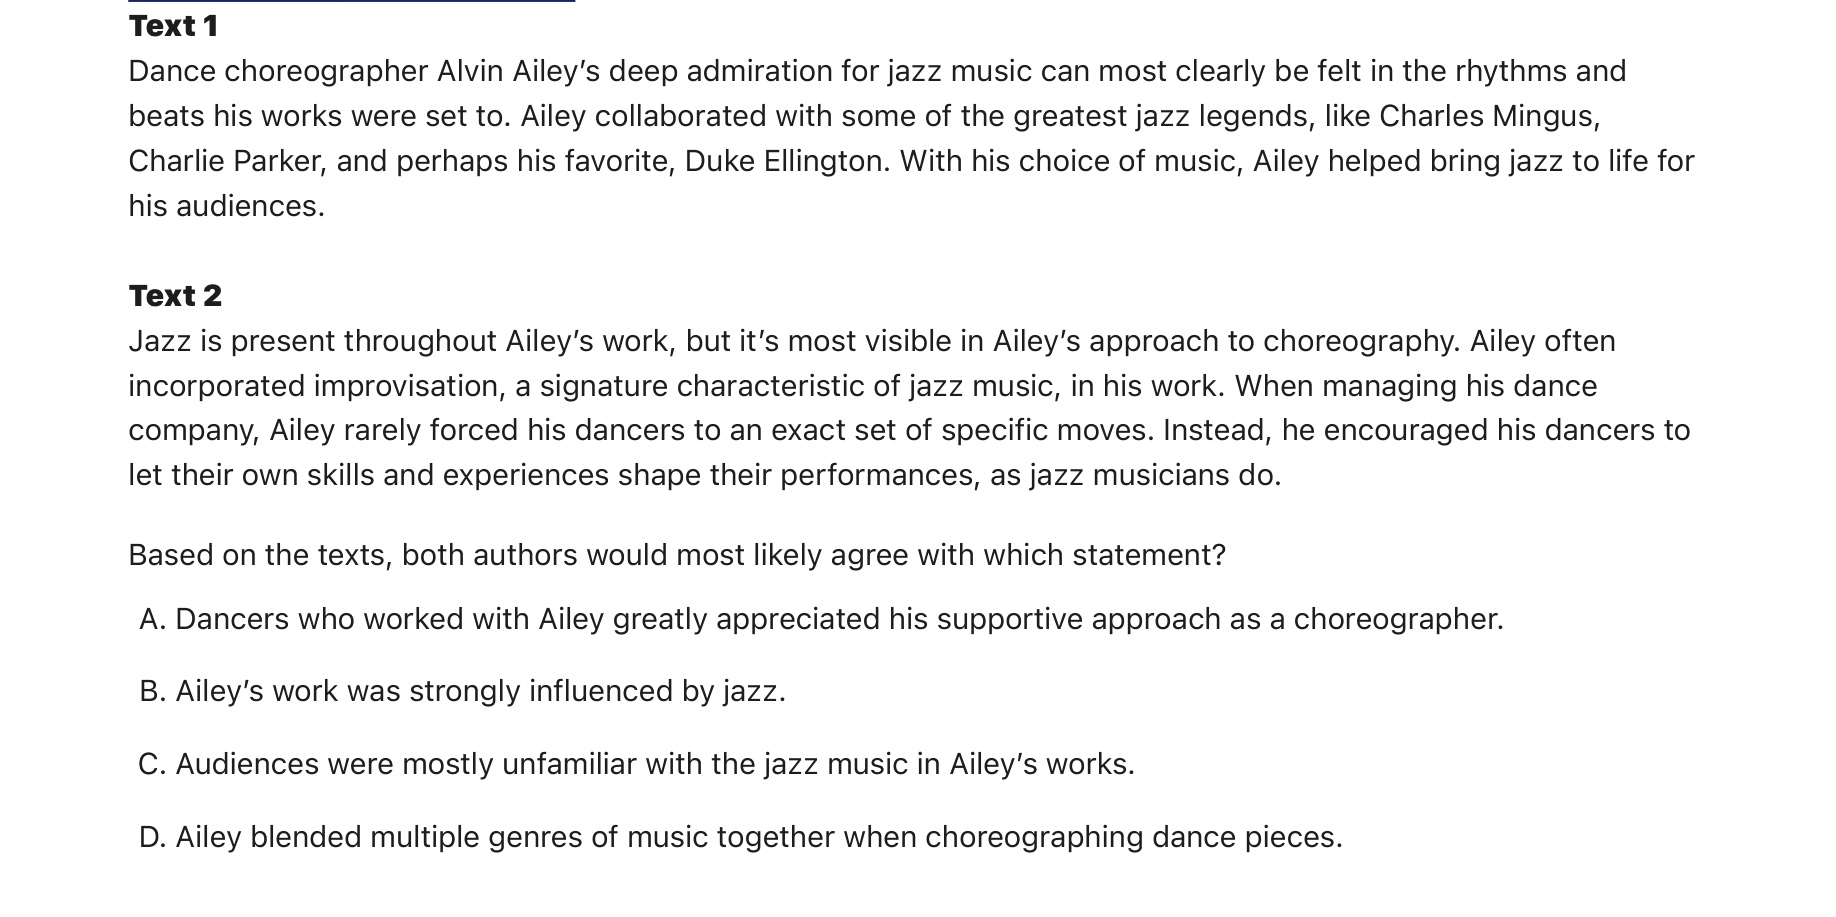 Text 1
Dance choreographer Alvin Ailey’s deep admiration for jazz music can most clearly be felt in the rhythms and
beats his works were set to. Ailey collaborated with some of the greatest jazz legends, like Charles Mingus,
Charlie Parker, and perhaps his favorite, Duke Ellington. With his choice of music, Ailey helped bring jazz to life for
his audiences.
Text 2
Jazz is present throughout Ailey’s work, but it’s most visible in Ailey’s approach to choreography. Ailey often
incorporated improvisation, a signature characteristic of jazz music, in his work. When managing his dance
company, Ailey rarely forced his dancers to an exact set of specific moves. Instead, he encouraged his dancers to
let their own skills and experiences shape their performances, as jazz musicians do.
Based on the texts, both authors would most likely agree with which statement?
A. Dancers who worked with Ailey greatly appreciated his supportive approach as a choreographer.
B. Ailey’s work was strongly influenced by jazz.
C. Audiences were mostly unfamiliar with the jazz music in Ailey’s works.
D. Ailey blended multiple genres of music together when choreographing dance pieces.